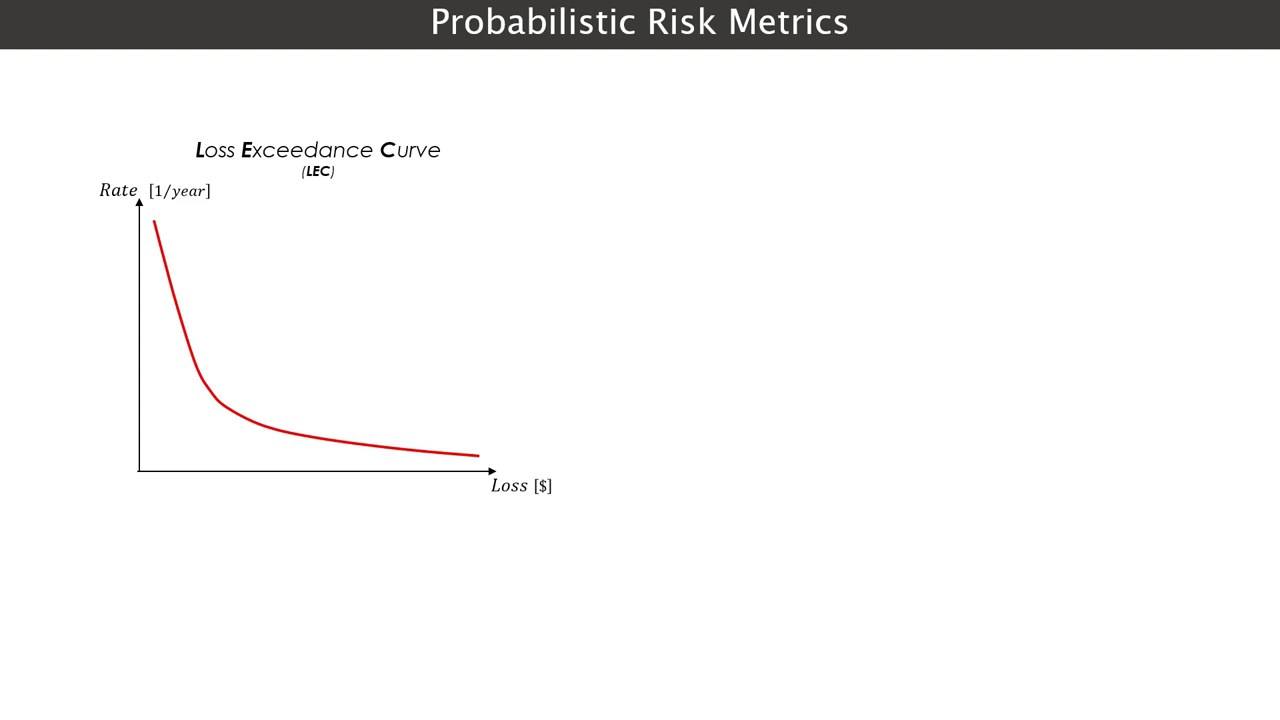 Probabilistic Risk Metrics
Loss Exceedance Curve
(LEC)
Rate [1/year]
Loss [$]